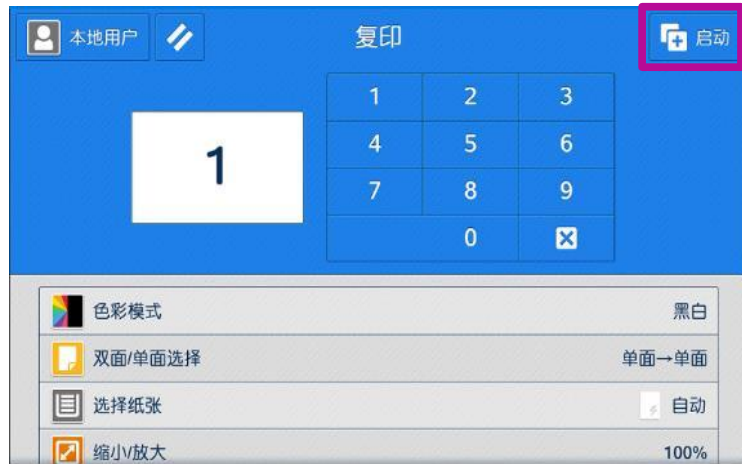 本地用户 复印 启动
1 2 3
4 5 6
1
7 8 9
0
色彩模式 黑白
双面/单面选择 单面→单面
选择纸张 自动
缩小/放大 100%